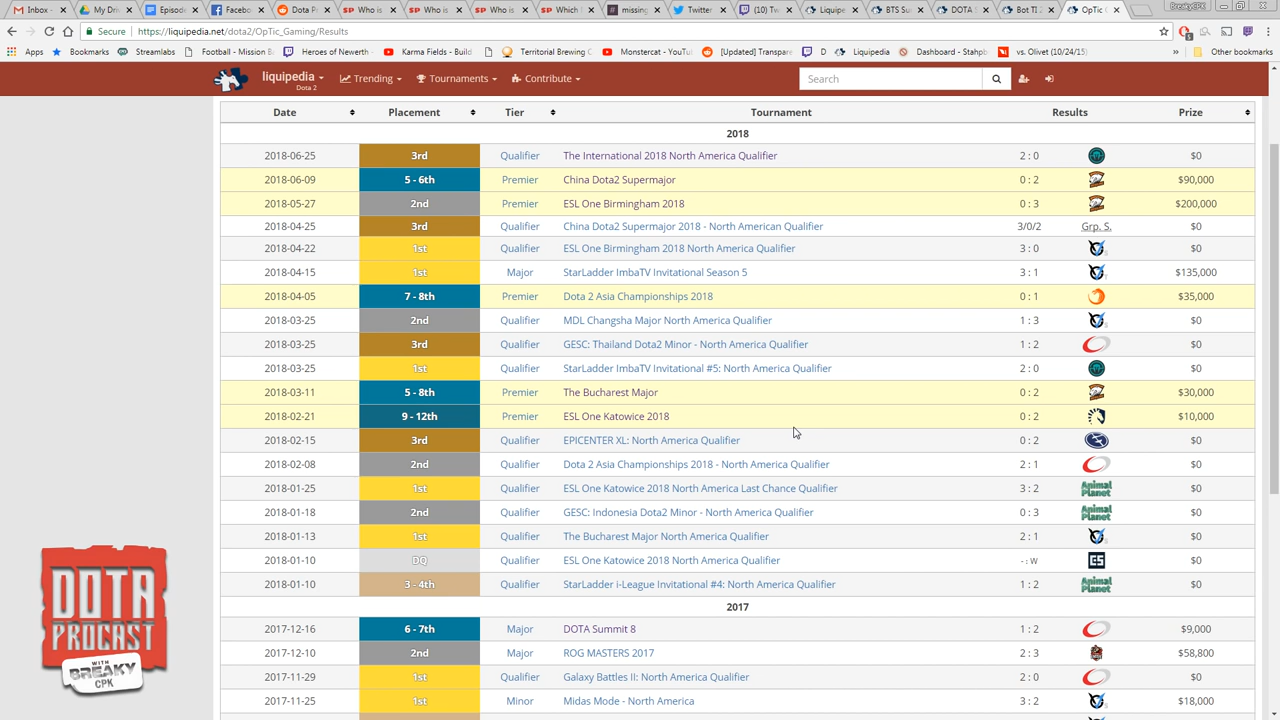 Inbox - My Driv Episode Facebo Dota Pr Who is Who is Who is Which missing Twitter (1) Twi Liquipe BTS Su DOTA Bot TI OpTic BreakyCPK
Secure https://liquipedia.net/dota2/OpTic_Gaming/Results
Apps Bookmarks Streamlabs Football - Mission B Heroes of Newerth Karma Fields - Build Territorial Brewing C Monstercat - YouTu [Updated] Transpare D Liquipedia Dashboard - Stahpb vs. Olivet (10/24/15) Other bookmarks
liquipedia Dota 2 Trending Tournaments Contribute Search
Date Placement Tier Tournament Results Prize
2018
2018-06-25 3rd Qualifier The International 2018 North America Qualifier 2 : 0 $0
2018-06-09 5 - 6th Premier China Dota2 Supermajor 0 : 2 $90,000
2018-05-27 2nd Premier ESL One Birmingham 2018 0 : 3 $200,000
2018-04-25 3rd Qualifier China Dota2 Supermajor 2018 - North American Qualifier 3/0/2 Grp. S. $0
2018-04-22 1st Qualifier ESL One Birmingham 2018 North America Qualifier 3 : 0 $0
2018-04-15 1st Major StarLadder ImbaTV Invitational Season 5 3 : 1 $135,000
2018-04-05 7 - 8th Premier Dota 2 Asia Championships 2018 0 : 1 $35,000
2018-03-25 2nd Qualifier MDL Changsha Major North America Qualifier 1 : 3 $0
2018-03-25 3rd Qualifier GESC: Thailand Dota2 Minor - North America Qualifier 1 : 2 $0
2018-03-25 1st Qualifier StarLadder ImbaTV Invitational #5: North America Qualifier 2 : 0 $0
2018-03-11 5 - 8th Premier The Bucharest Major 0 : 2 $30,000
2018-02-21 9 - 12th Premier ESL One Katowice 2018 0 : 2 $10,000
2018-02-15 3rd Qualifier EPICENTER XL: North America Qualifier 0 : 2 $0
2018-02-08 2nd Qualifier Dota 2 Asia Championships 2018 - North America Qualifier 2 : 1 $0
2018-01-25 1st Qualifier ESL One Katowice 2018 North America Last Chance Qualifier 3 : 2 Animal Planet $0
2018-01-18 2nd Qualifier GESC: Indonesia Dota2 Minor - North America Qualifier 0 : 3 Animal Planet $0
2018-01-13 1st Qualifier The Bucharest Major North America Qualifier 2 : 1 $0
2018-01-10 DQ Qualifier ESL One Katowice 2018 North America Qualifier - : W $0
2018-01-10 3 - 4th Qualifier StarLadder i-League Invitational #4: North America Qualifier 1 : 2 Animal Planet $0
2017
2017-12-16 6 - 7th Major DOTA Summit 8 1 : 2 $9,000
2017-12-10 2nd Major ROG MASTERS 2017 2 : 3 $58,800
2017-11-29 1st Qualifier Galaxy Battles II: North America Qualifier 2 : 0 $0
2017-11-25 1st Minor Midas Mode - North America 3 : 2 $18,000
DOTA
PROCAST
WITH
BREAKY
CPK